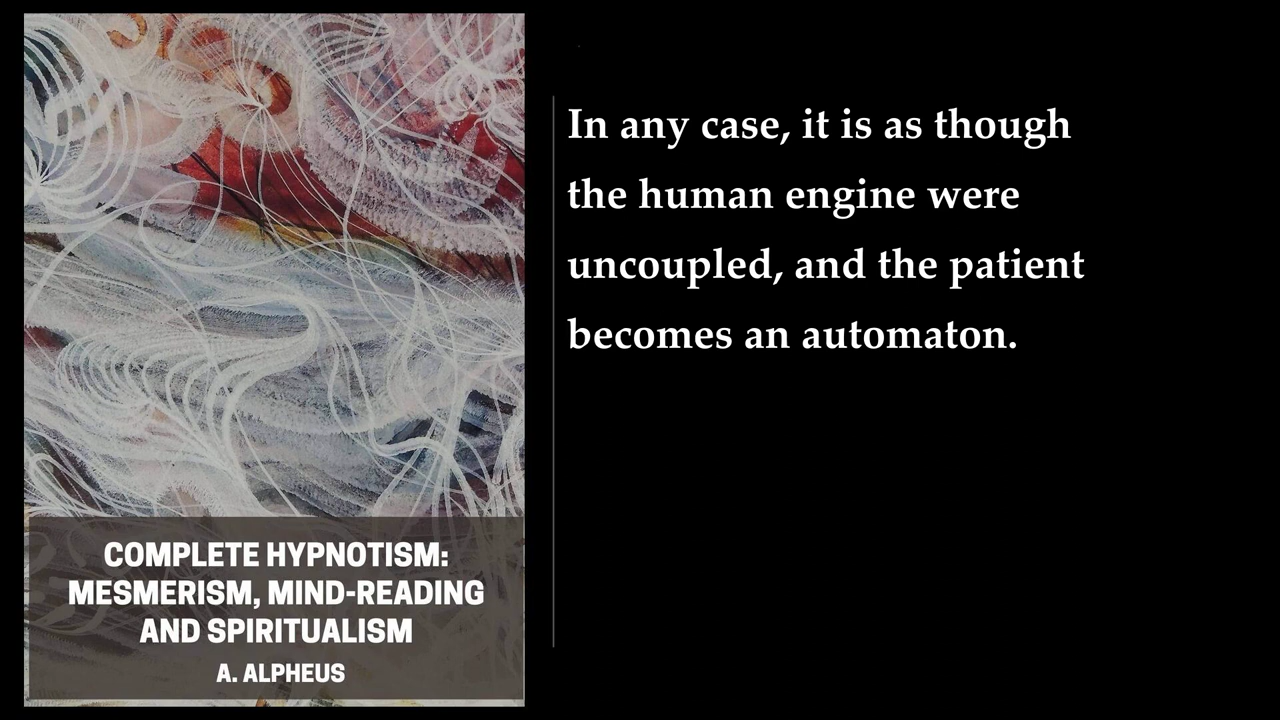 In any case, it is as though
the human engine were
uncoupled, and the patient
becomes an automaton.
COMPLETE HYPNOTISM:
MESMERISM, MIND-READING
AND SPIRITUALISM
A. ALPHEUS